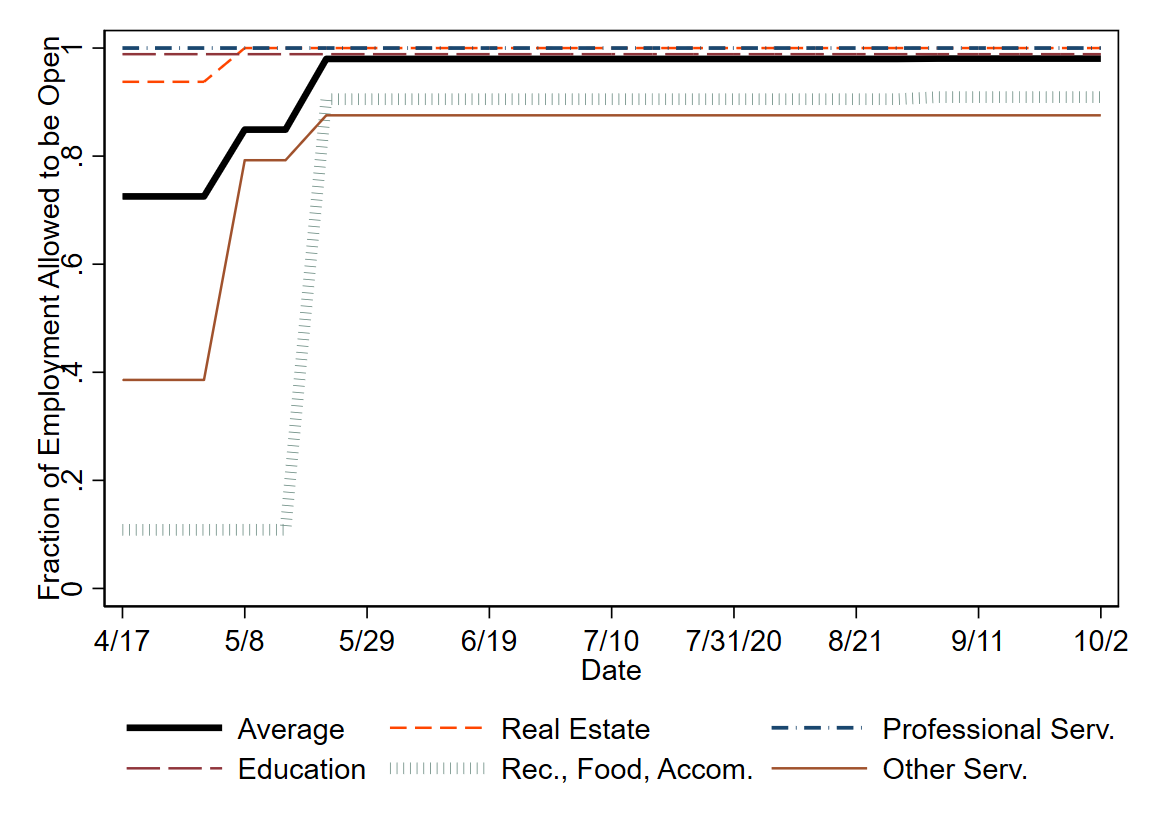 Fraction of Employment Allowed to be Open
1
.8
.6
.4
.2
0
4/17 5/8 5/29 6/19 7/10 7/31/20 8/21 9/11 10/2
Date
Average Real Estate Professional Serv.
Education Rec., Food, Accom. Other Serv.